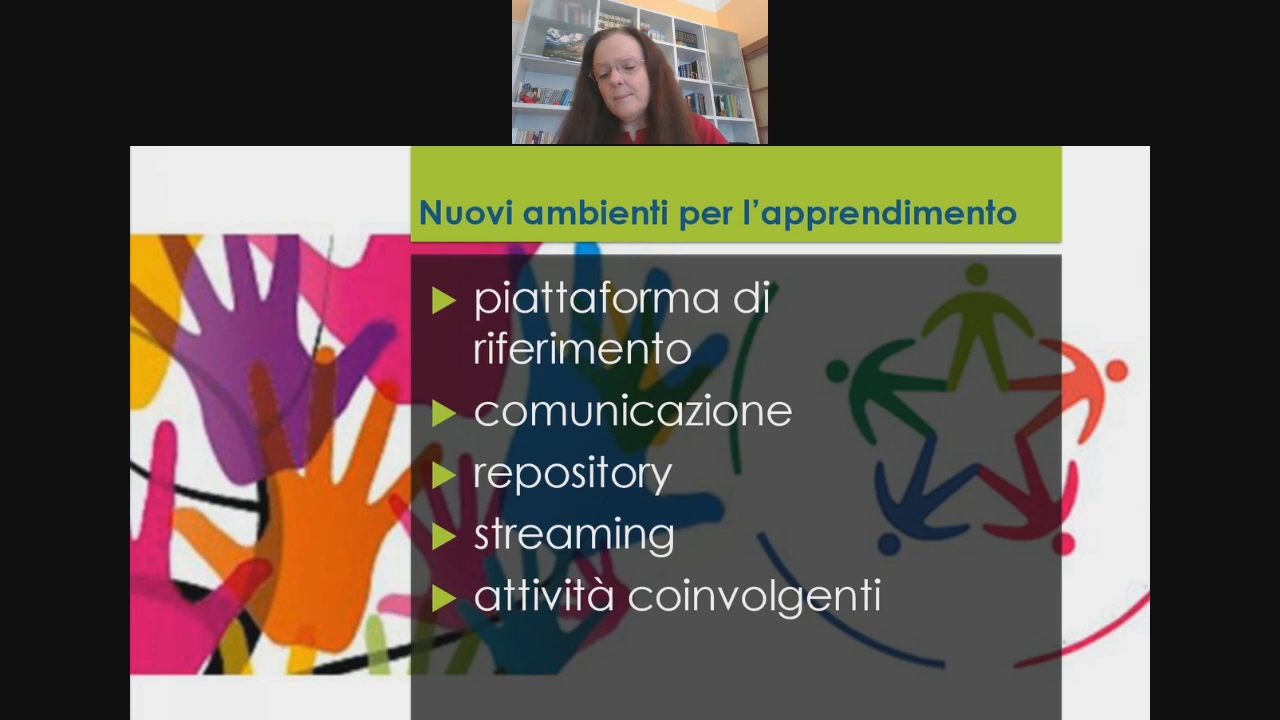 Nuovi ambienti per l’apprendimento
piattaforma di
riferimento
comunicazione
repository
streaming
attività coinvolgenti